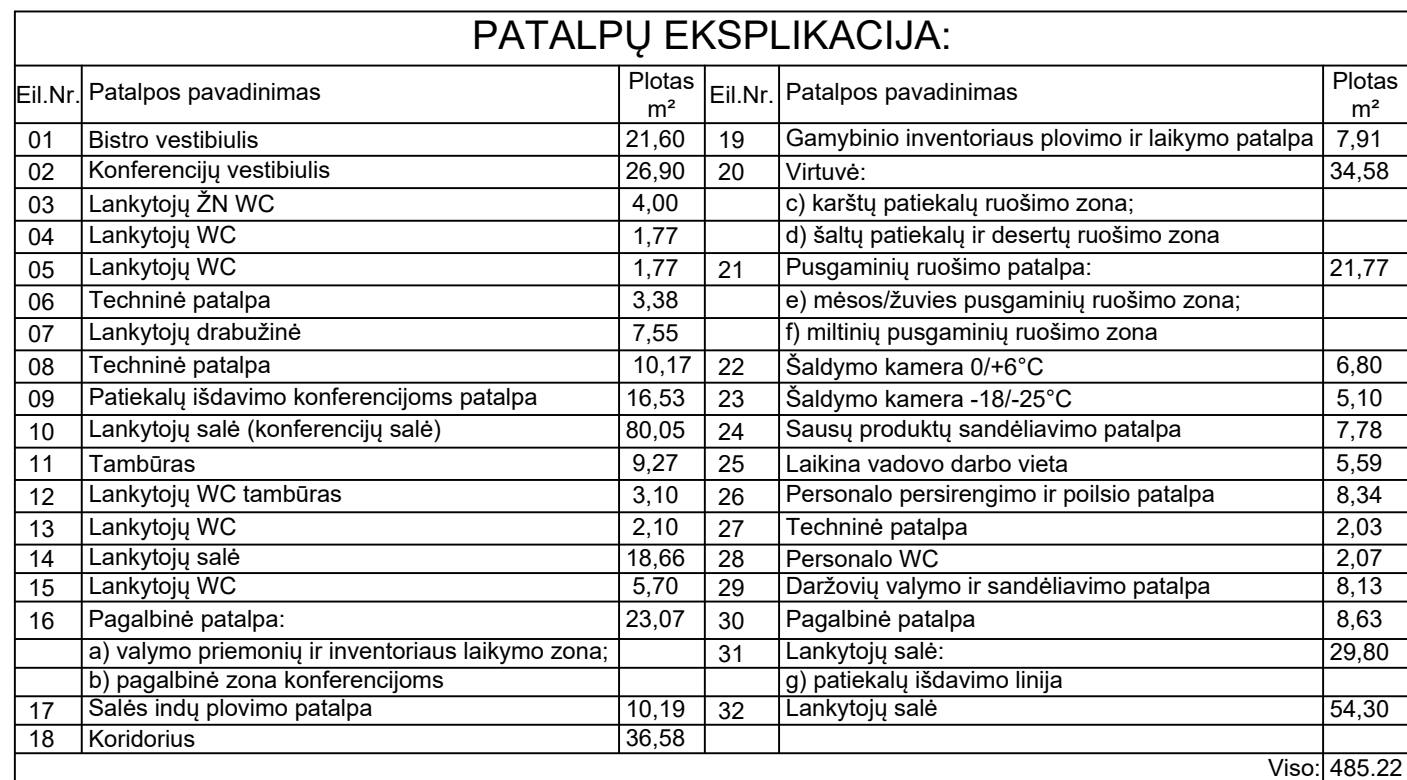 PATALPŲ EKSPLIKACIJA:
Eil.Nr. Patalpos pavadinimas Plotas m² Eil.Nr. Patalpos pavadinimas Plotas m²
01 Bistro vestibiulis 21,60 19 Gamybinio inventoriaus plovimo ir laikymo patalpa 7,91
02 Konferencijų vestibiulis 26,90 20 Virtuvė: 34,58
03 Lankytojų ŽN WC 4,00 c) karštų patiekalų ruošimo zona;
04 Lankytojų WC 1,77 d) šaltų patiekalų ir desertų ruošimo zona
05 Lankytojų WC 1,77 21 Pusgaminių ruošimo patalpa: 21,77
06 Techninė patalpa 3,38 e) mėsos/žuvies pusgaminių ruošimo zona;
07 Lankytojų drabužinė 7,55 f) miltinių pusgaminių ruošimo zona
08 Techninė patalpa 10,17 22 Šaldymo kamera 0/+6°C 6,80
09 Patiekalų išdavimo konferencijoms patalpa 16,53 23 Šaldymo kamera -18/-25°C 5,10
10 Lankytojų salė (konferencijų salė) 80,05 24 Sausų produktų sandėliavimo patalpa 7,78
11 Tambūras 9,27 25 Laikina vadovo darbo vieta 5,59
12 Lankytojų WC tambūras 3,10 26 Personalo persirengimo ir poilsio patalpa 8,34
13 Lankytojų WC 2,10 27 Techninė patalpa 2,03
14 Lankytojų salė 18,66 28 Personalo WC 2,07
15 Lankytojų WC 5,70 29 Daržovių valymo ir sandėliavimo patalpa 8,13
16 Pagalbinė patalpa: 23,07 30 Pagalbinė patalpa 8,63
a) valymo priemonių ir inventoriaus laikymo zona; 31 Lankytojų salė: 29,80
b) pagalbinė zona konferencijoms g) patiekalų išdavimo linija
17 Salės indų plovimo patalpa 10,19 32 Lankytojų salė 54,30
18 Koridorius 36,58
Viso: 485.22